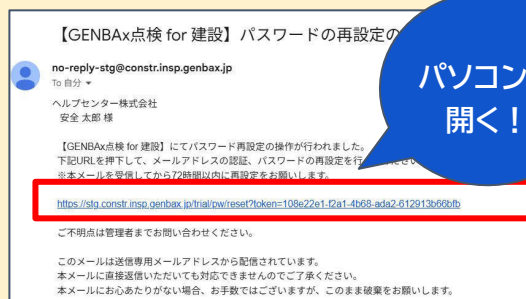 【GENBAx点検 for 建設】パスワードの再設定の
no-reply-stg@constr.insp.genbax.jp
To 自分
パソコン
開く！
ヘルプセンター株式会社
安全 太郎 様
【GENBAx点検 for 建設】にてパスワード再設定の操作が行われました。
下記URLを押下して、メールアドレスの認証、パスワードの再設定を行
※本メールを受信してから72時間以内に再設定をお願いします。
https://stg.constr.insp.genbax.jp/trial/pw/reset?token=108e22e1-f2a1-4b68-ada2-612913b66bfb
ご不明点は管理者までお問い合わせください。
このメールは送信専用メールアドレスから配信されています。
本メールに直接返信いただいても対応できませんのでご了承ください。
本メールにお心あたりがない場合、お手数ではございますが、このまま破棄をお願いします。